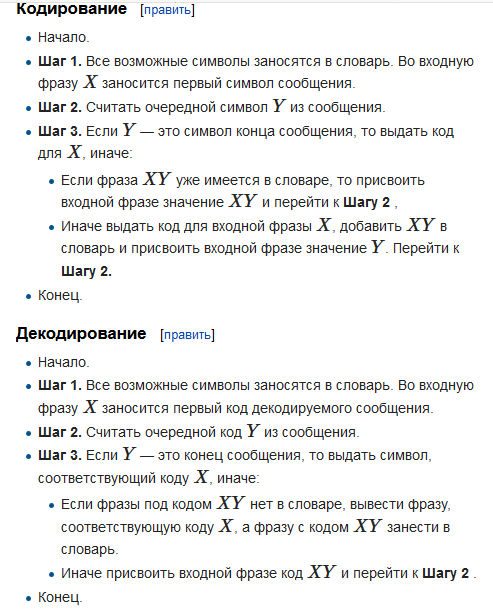 Кодирование [править]
Начало.
Шаг 1. Все возможные символы заносятся в словарь. Во входную
фразу X заносится первый символ сообщения.
Шаг 2. Считать очередной символ Y из сообщения.
Шаг 3. Если Y — это символ конца сообщения, то выдать код
для X, иначе:
Если фраза XY уже имеется в словаре, то присвоить
входной фразе значение XY и перейти к Шагу 2 ,
Иначе выдать код для входной фразы X, добавить XY в
словарь и присвоить входной фразе значение Y. Перейти к
Шагу 2.
Конец.
Декодирование [править]
Начало.
Шаг 1. Все возможные символы заносятся в словарь. Во входную
фразу X заносится первый код декодируемого сообщения.
Шаг 2. Считать очередной код Y из сообщения.
Шаг 3. Если Y — это конец сообщения, то выдать символ,
соответствующий коду X, иначе:
Если фразы под кодом XY нет в словаре, вывести фразу,
соответствующую коду X, а фразу с кодом XY занести в
словарь.
Иначе присвоить входной фразе код XY и перейти к Шагу 2 .
Конец.